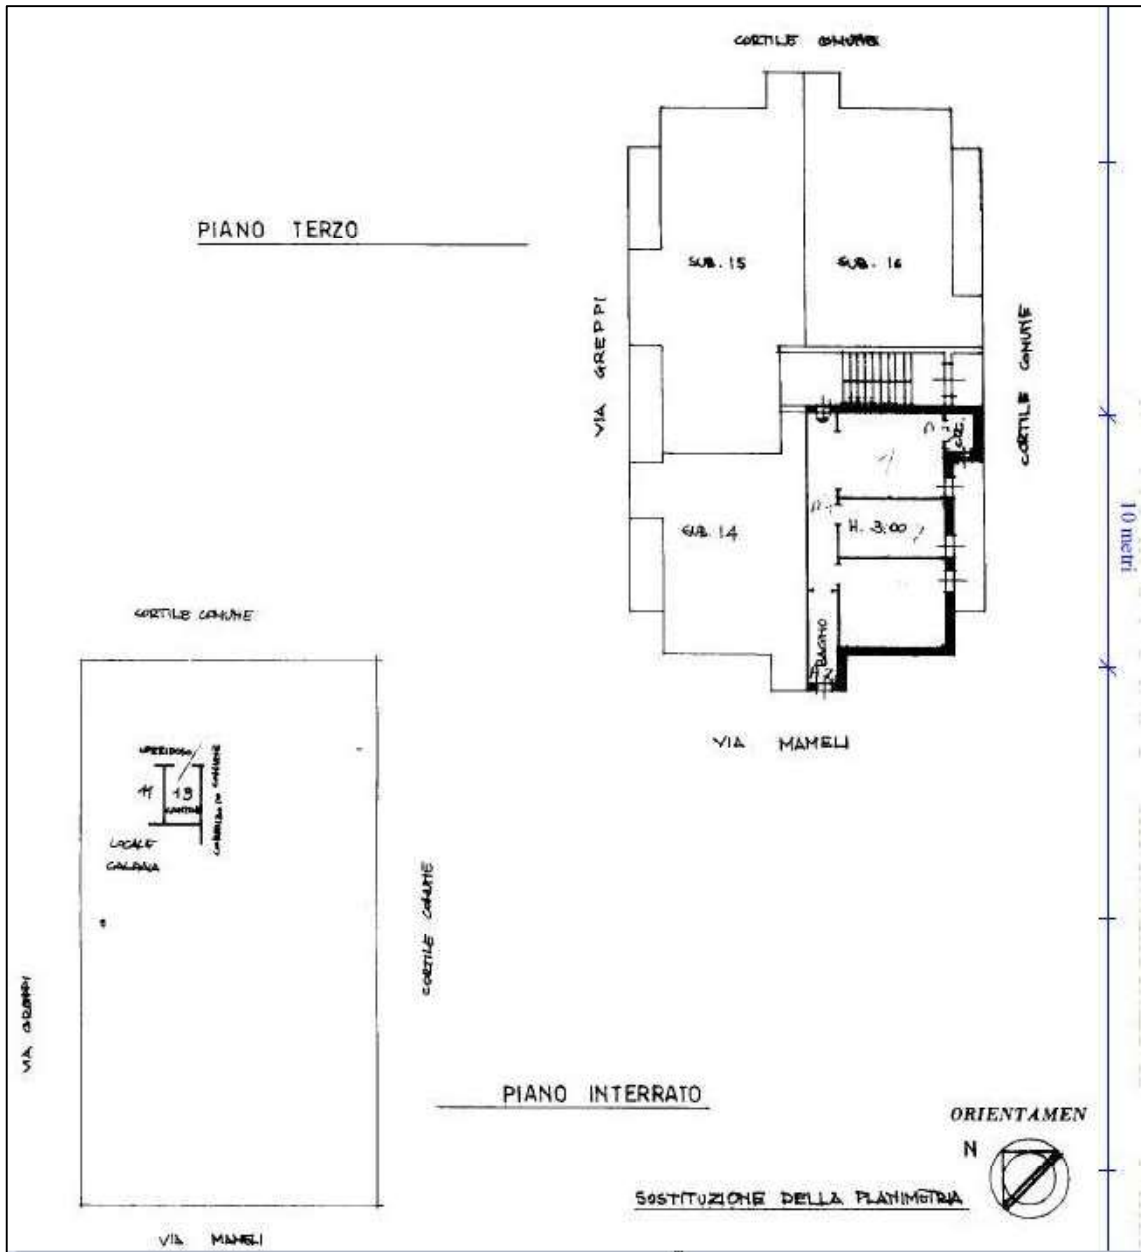 CORTILE COMUNE
PIANO TERZO
SUB. 15
SUB. 16
VIA GREPPI
CORTILE COMUNE
CUC.
SUB. 14
H. 3.00
BAGNO
10 metri
VIA MAMELI
CORTILE COMUNE
19
CANTINA
LOCALE
CALDAIA
CORTILE COMUNE
VIA GREPPI
PIANO INTERRATO
VIA MAMELI
ORIENTAMEN
N
SOSTITUZIONE DELLA PLANIMETRIA